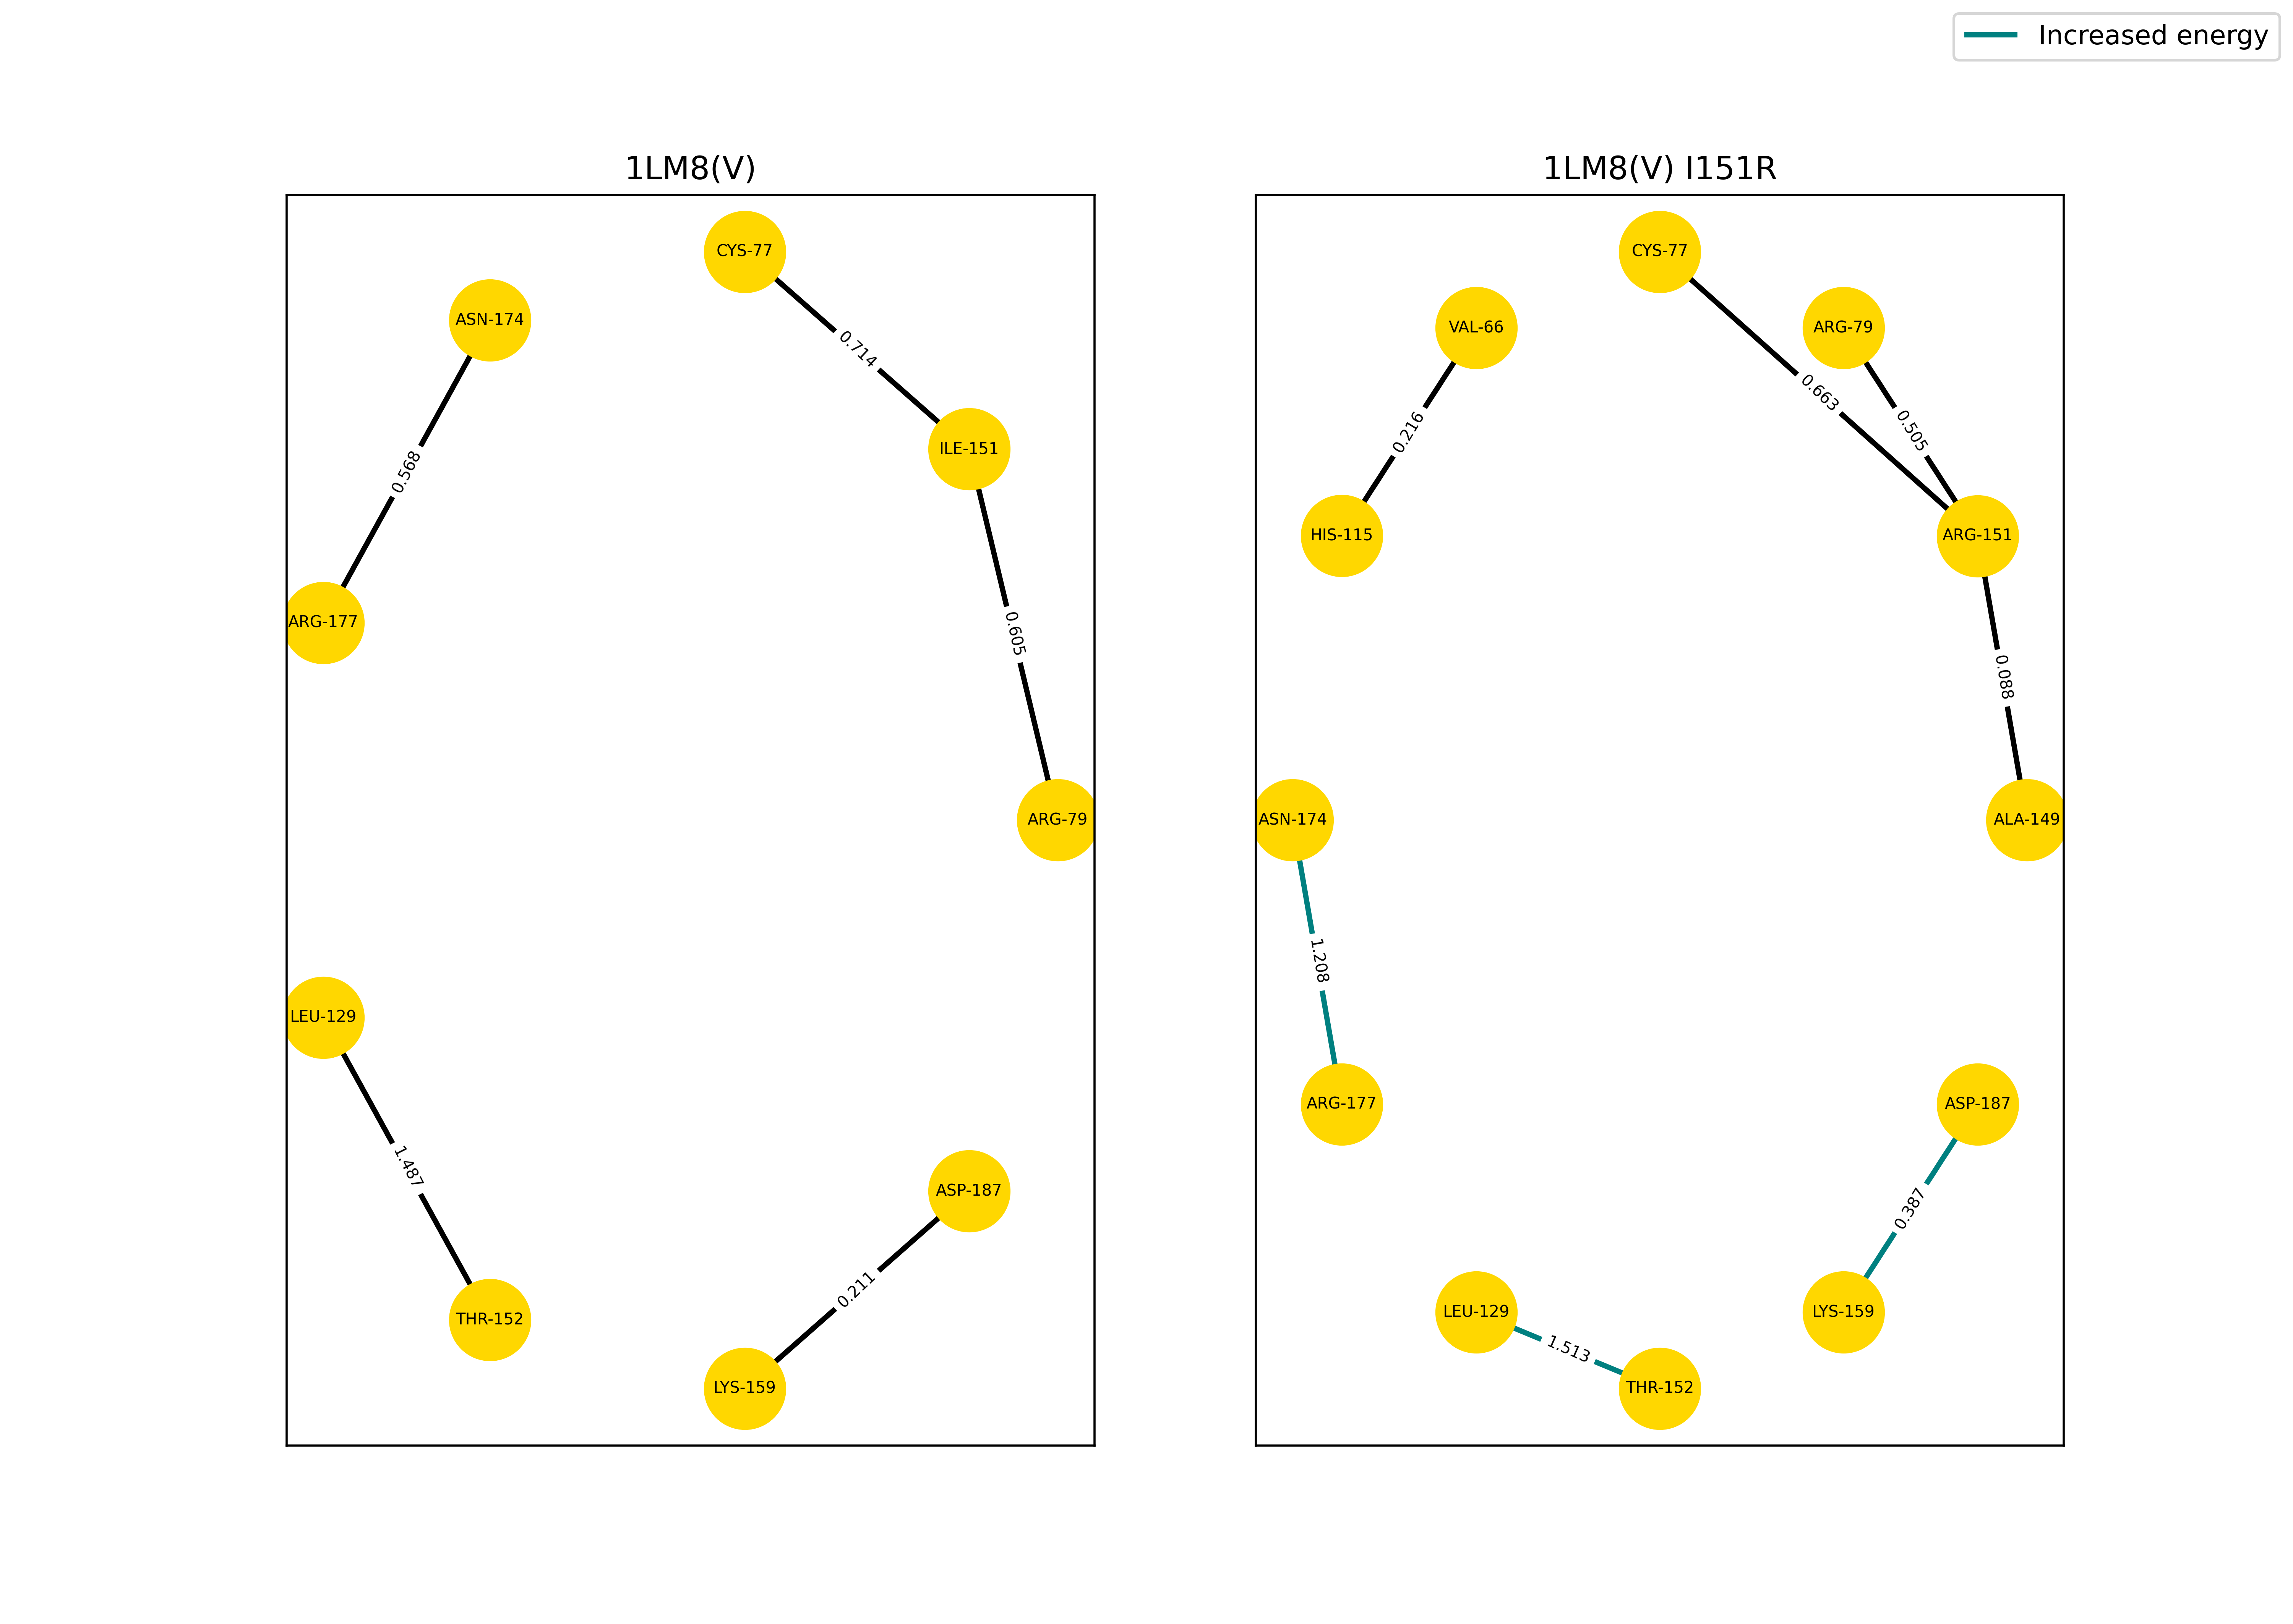 Increased energy
1LM8(V)
CYS-77
ASN-174
0.714
ILE-151
0.568
ARG-177
0.605
ARG-79
LEU-129
1.487
ASP-187
0.211
THR-152
LYS-159
1LM8(V) I151R
CYS-77
VAL-66
ARG-79
0.663
0.216
0.505
HIS-115
ARG-151
0.088
ASN-174
ALA-149
1.208
ARG-177
ASP-187
0.387
LEU-129
LYS-159
1.513
THR-152